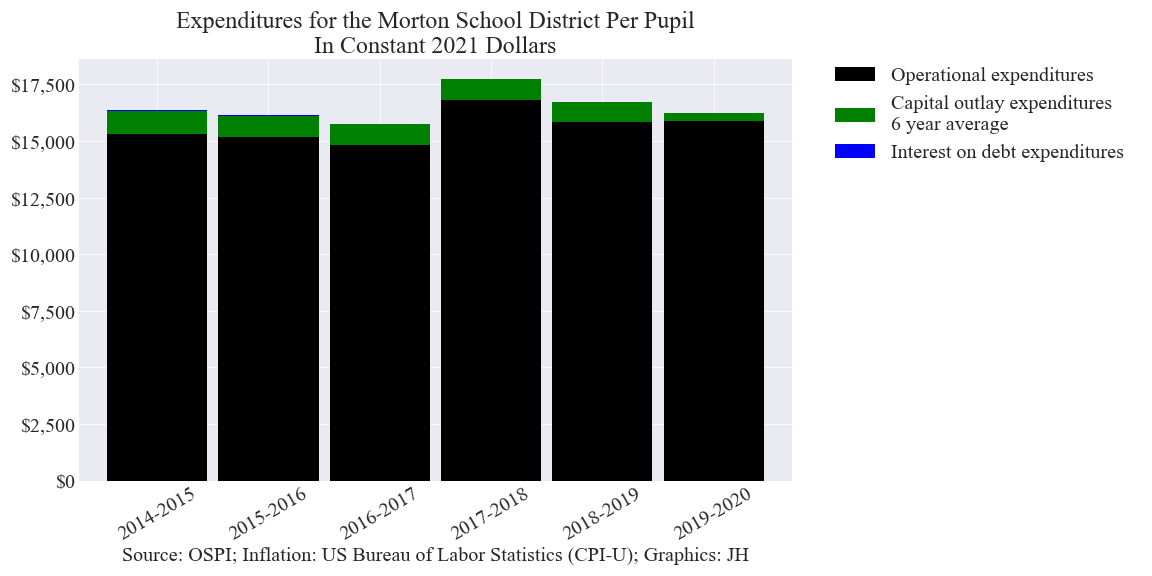 Expenditures for the Morton School District Per Pupil
In Constant 2021 Dollars
$17,500
$15,000
$12,500
$10,000
$7,500
$5,000
$2,500
$0
2014-2015
2015-2016
2016-2017
2017-2018
2018-2019
2019-2020
Source: OSPI; Inflation: US Bureau of Labor Statistics (CPI-U); Graphics: JH
Operational expenditures
Capital outlay expenditures
6 year average
Interest on debt expenditures